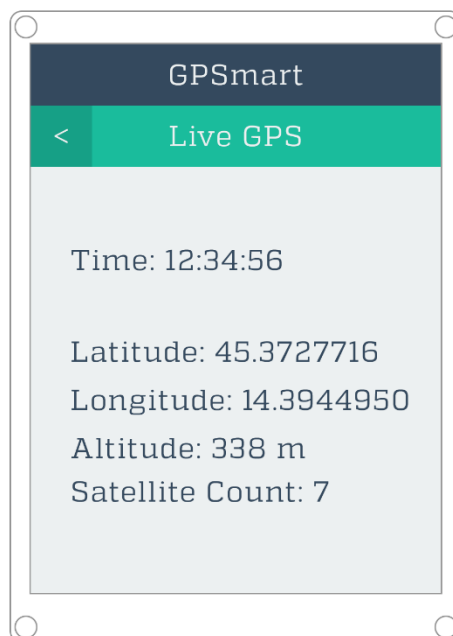 GPSmart
< Live GPS
Time: 12:34:56
Latitude: 45.3727716
Longitude: 14.3944950
Altitude: 338 m
Satellite Count: 7